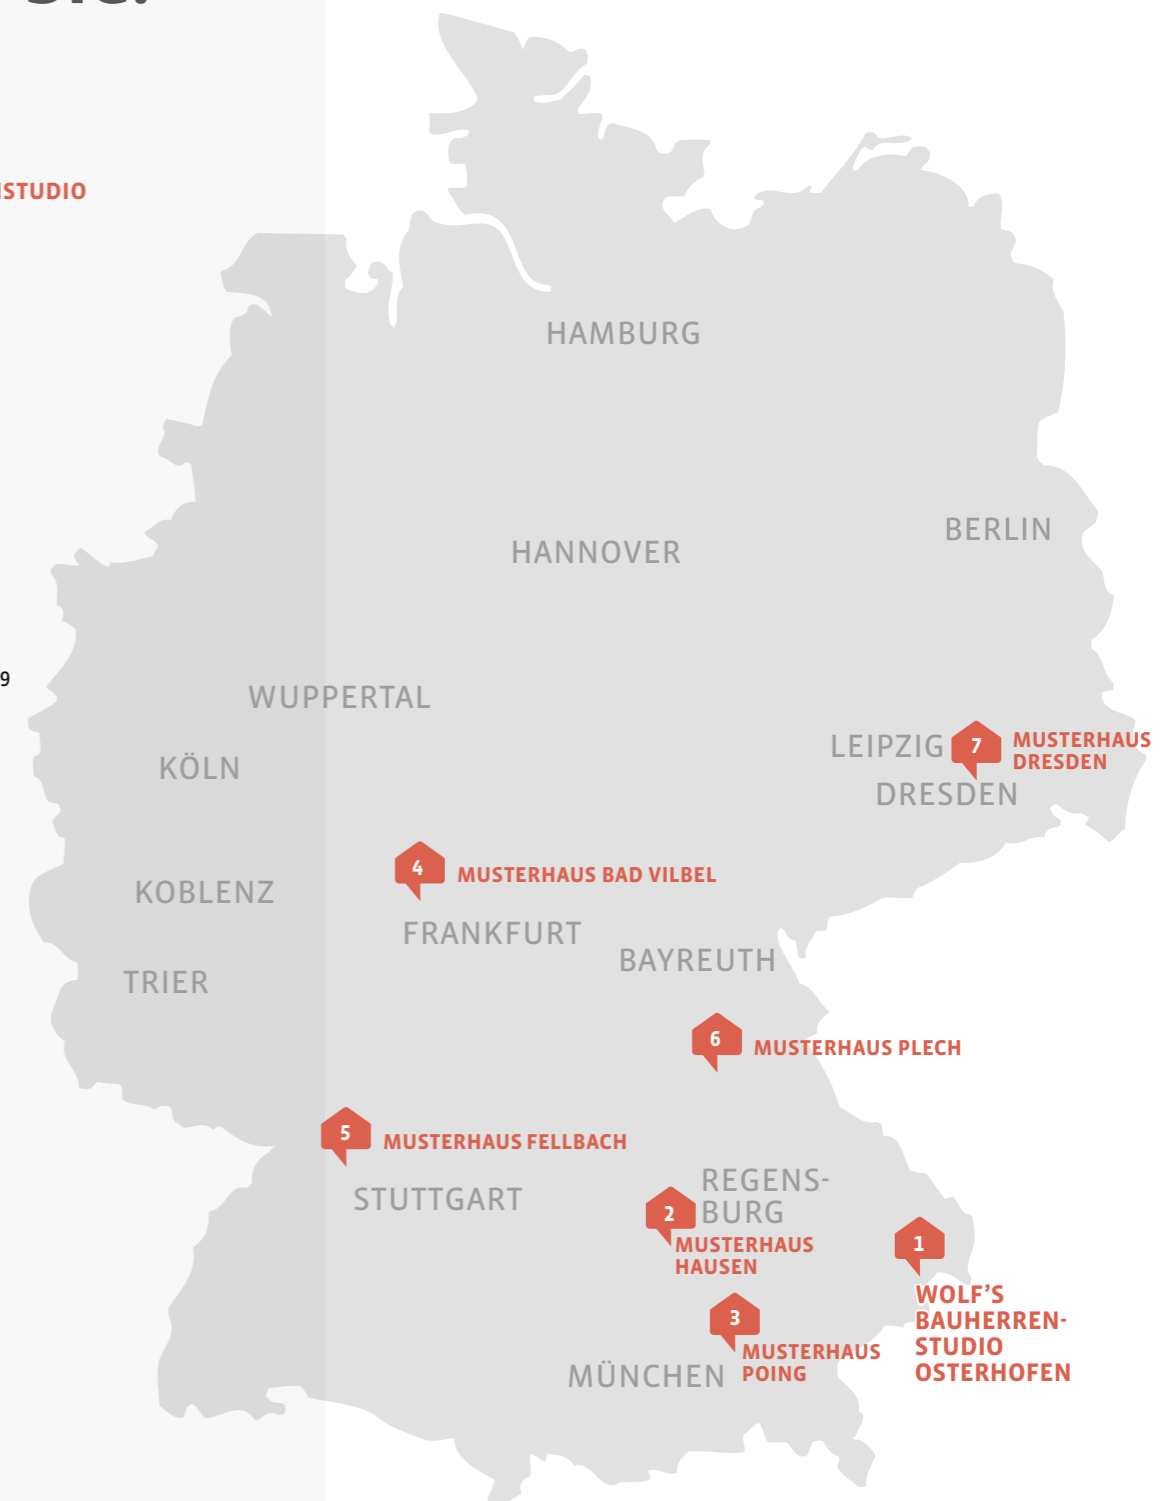 ISTUDIO
HAMBURG
BERLIN
HANNOVER
9
WUPPERTAL
LEIPZIG
7
MUSTERHAUS
DRESDEN
KÖLN
DRESDEN
4
MUSTERHAUS BAD VILBEL
KOBLENZ
FRANKFURT
BAYREUTH
TRIER
6
MUSTERHAUS PLECH
5
MUSTERHAUS FELLBACH
STUTTGART
REGENS-
BURG
2
MUSTERHAUS
HAUSEN
1
WOLF’S
BAUHERREN-
STUDIO
OSTERHOFEN
3
MUSTERHAUS
POING
MÜNCHEN